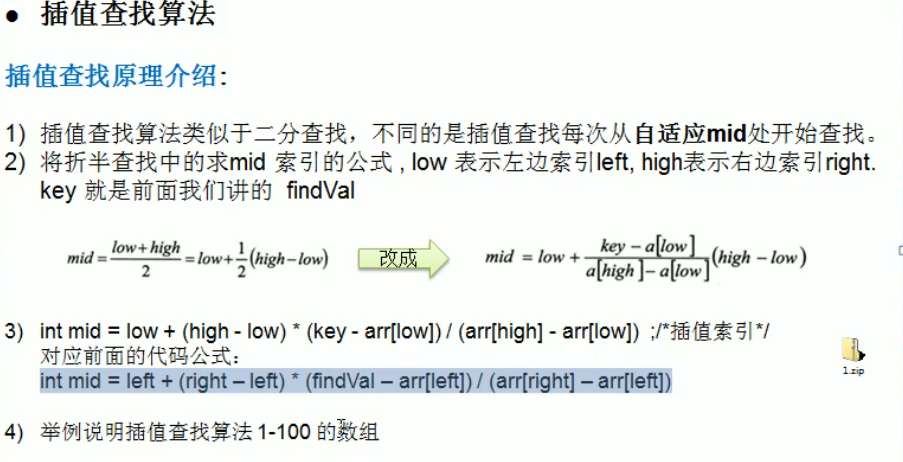 ● 插值查找算法
插值查找原理介绍:
1) 插值查找算法类似于二分查找，不同的是插值查找每次从自适应mid处开始查找。
2) 将折半查找中的求mid 索引的公式 , low 表示左边索引left, high表示右边索引right.
key 就是前面我们讲的 findVal
mid = \frac{low + high}{2} = low + \frac{1}{2}(high − low) 改成 mid = low + \frac{key − a[low]}{a[high] − a[low]}(high − low)
3) int mid = low + (high - low) * (key - arr[low]) / (arr[high] - arr[low]) ;/*插值索引*/
对应前面的代码公式：
int mid = left + (right – left) * (findVal – arr[left]) / (arr[right] – arr[left])
1.zip
4) 举例说明插值查找算法 1-100 的数组